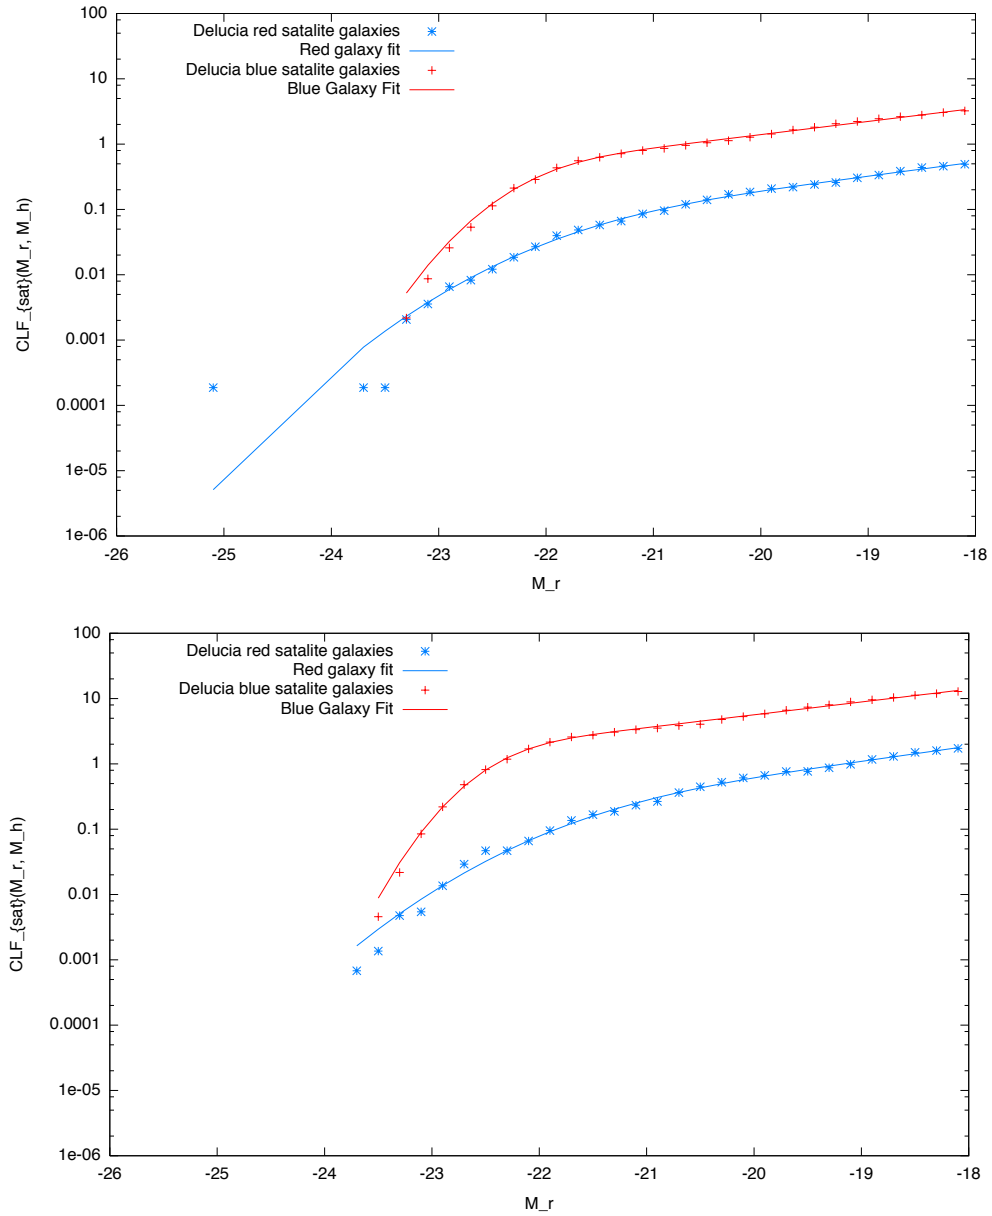 100
10
1
0.1
0.01
0.001
0.0001
1e-05
1e-06
CLF_{sat}(M_r, M_h)
Delucia red satalite galaxies
Red galaxy fit
Delucia blue satalite galaxies
Blue Galaxy Fit
-26 -25 -24 -23 -22 -21 -20 -19 -18
M_r
100
10
1
0.1
0.01
0.001
0.0001
1e-05
1e-06
CLF_{sat}(M_r, M_h)
Delucia red satalite galaxies
Red galaxy fit
Delucia blue satalite galaxies
Blue Galaxy Fit
-26 -25 -24 -23 -22 -21 -20 -19 -18
M_r